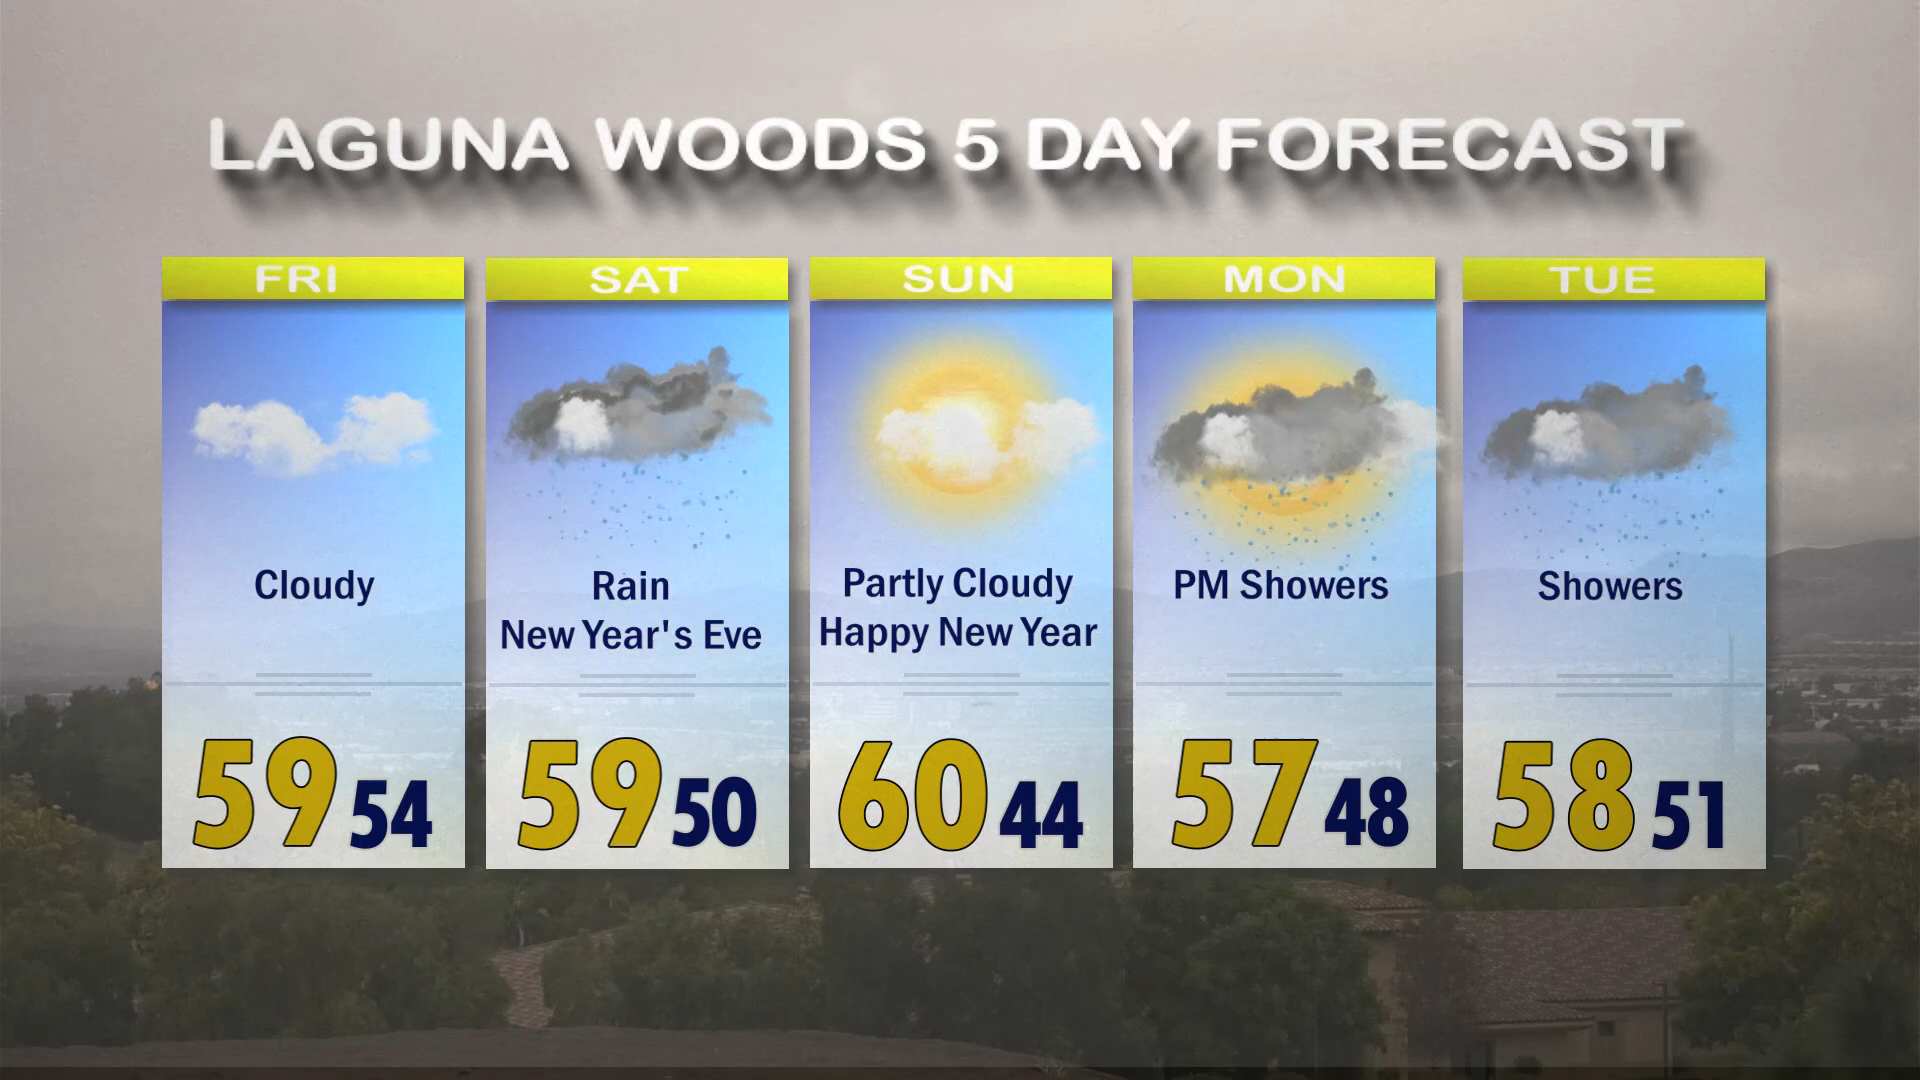 LAGUNA WOODS 5 DAY FORECAST
FRI
Cloudy
59 54
SAT
Rain
New Year's Eve
59 50
SUN
Partly Cloudy
Happy New Year
60 44
MON
PM Showers
57 48
TUE
Showers
58 51